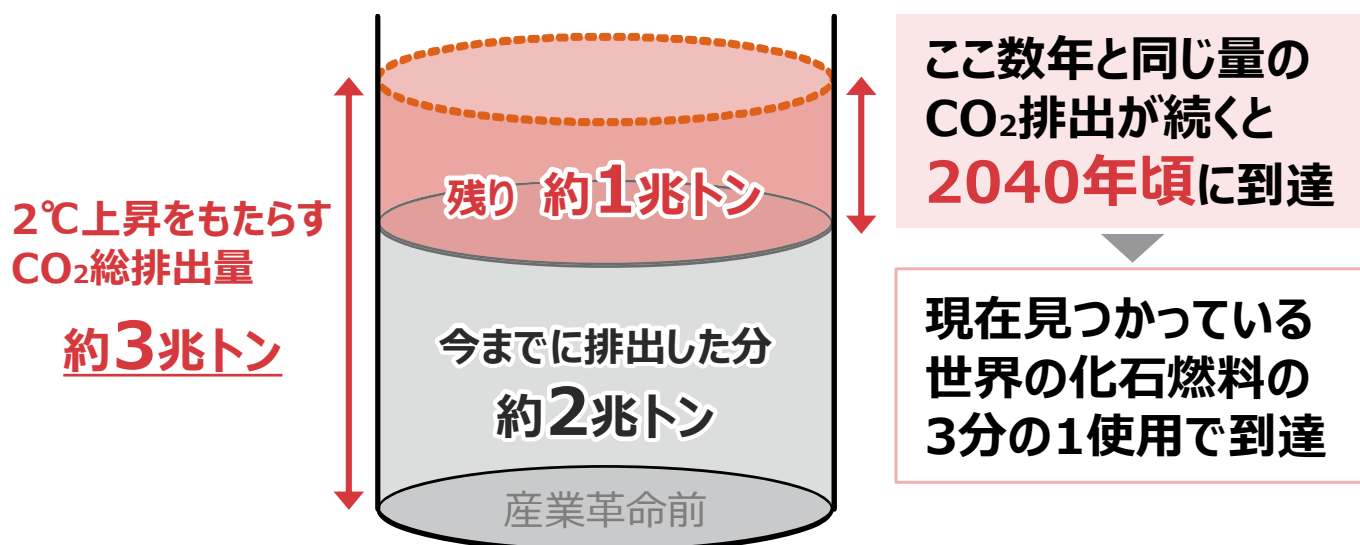 2℃上昇をもたらす
CO₂総排出量
約3兆トン
残り 約1兆トン
今までに排出した分
約2兆トン
産業革命前
ここ数年と同じ量の
CO₂排出が続くと
2040年頃に到達
現在見つかっている
世界の化石燃料の
3分の1使用で到達